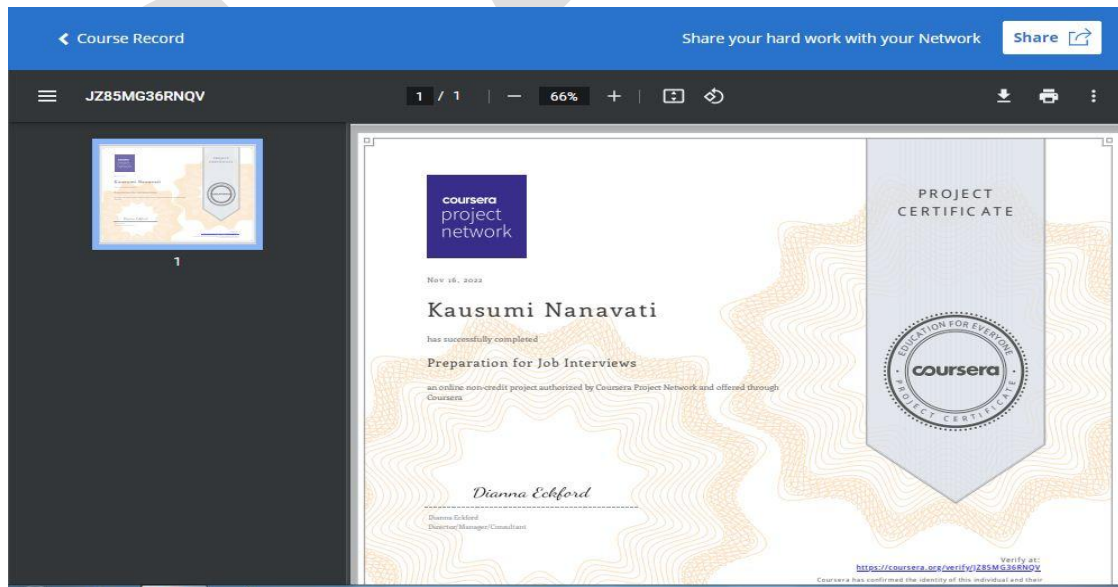 Course Record
Share your hard work with your Network
Share
JZ85MG36RNQV
1 / 1
66%
1
coursera
project
network
PROJECT
CERTIFICATE
Nov 16, 2022
Kausumi Nanavati
has successfully completed
Preparation for Job Interviews
an online non-credit project authorized by Coursera Project Network and offered through
Coursera
EDUCATION FOR EVERYONE
coursera
PROJECT CERTIFICATE
Dianna Eckford
Dianna Eckford
Director/Manager/Consultant
Verify at:
https://coursera.org/verify/JZ85MG36RNQV
Coursera has confirmed the identity of this individual and their